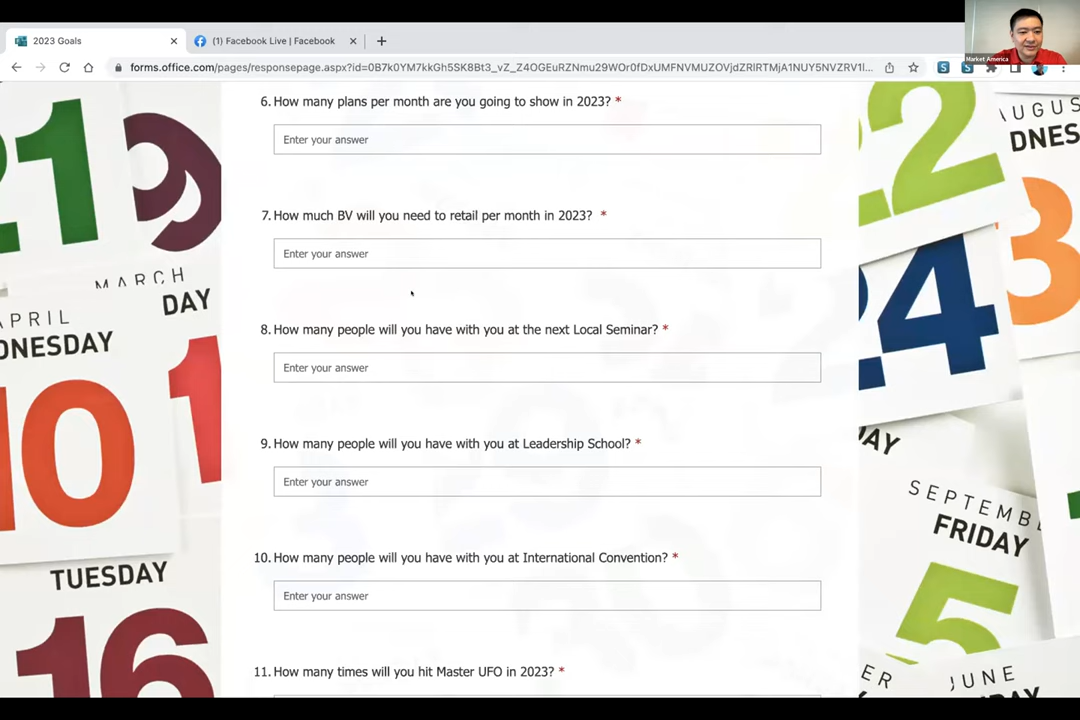 2023 Goals
(1) Facebook Live | Facebook
forms.office.com/pages/
Market America
6. How many plans per month are you going to show in 2023? *
Enter your answer
7. How much BV will you need to retail per month in 2023? *
Enter your answer
8. How many people will you have with you at the next Local Seminar? *
Enter your answer
9. How many people will you have with you at Leadership School? *
Enter your answer
10. How many people will you have with you at International Convention? *
Enter your answer
11. How many times will you hit Master UFO in 2023? *
21
9
MARCH
DAY
APRIL
DNESDAY
10
1
TUESDAY
16
22
AUGUS
DNES
3
24
AY
SEPTEMB
FRIDAY
5
ER
JUNE